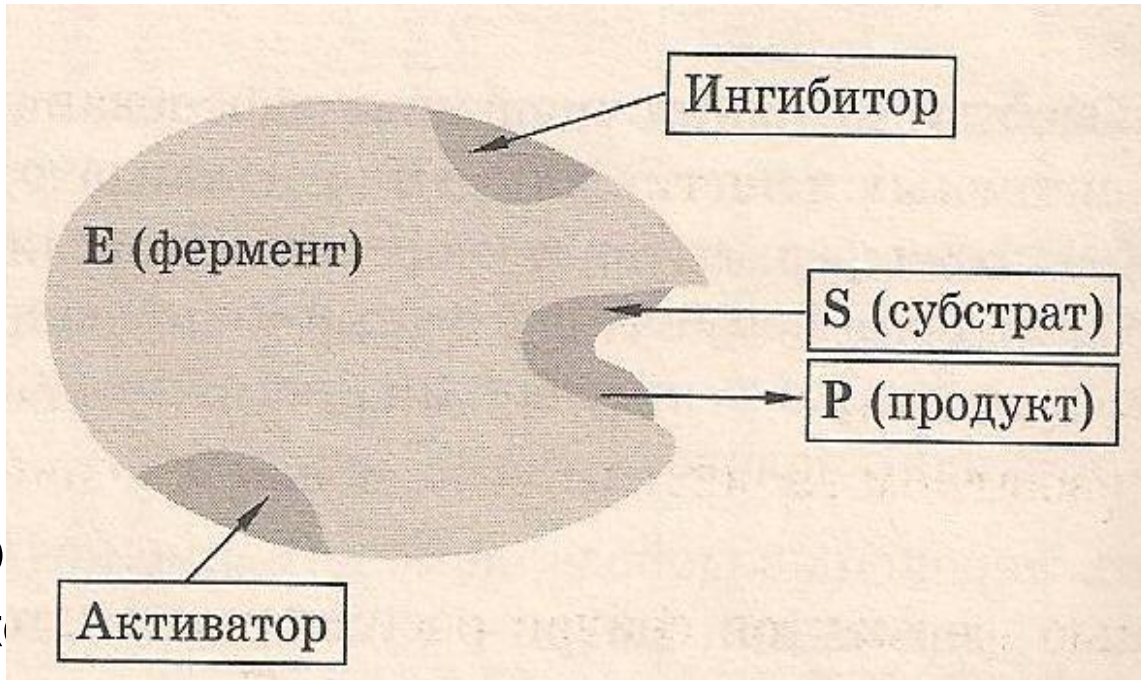 Ингибитор
E (фермент)
S (субстрат)
P (продукт)
)
Активатор